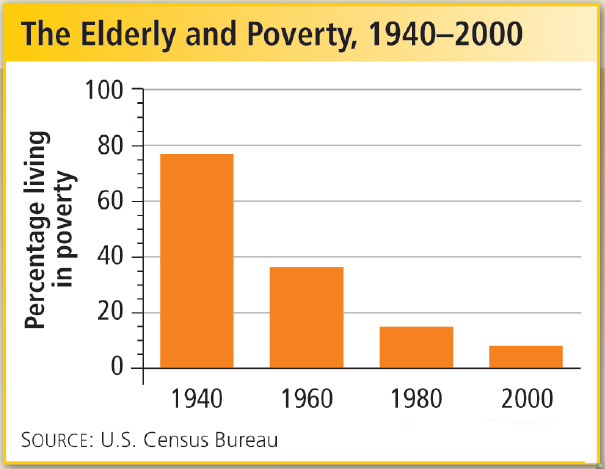 The Elderly and Poverty, 1940–2000
Percentage living
in poverty
100
80
60
40
20
0
1940 1960 1980 2000
SOURCE: U.S. Census Bureau